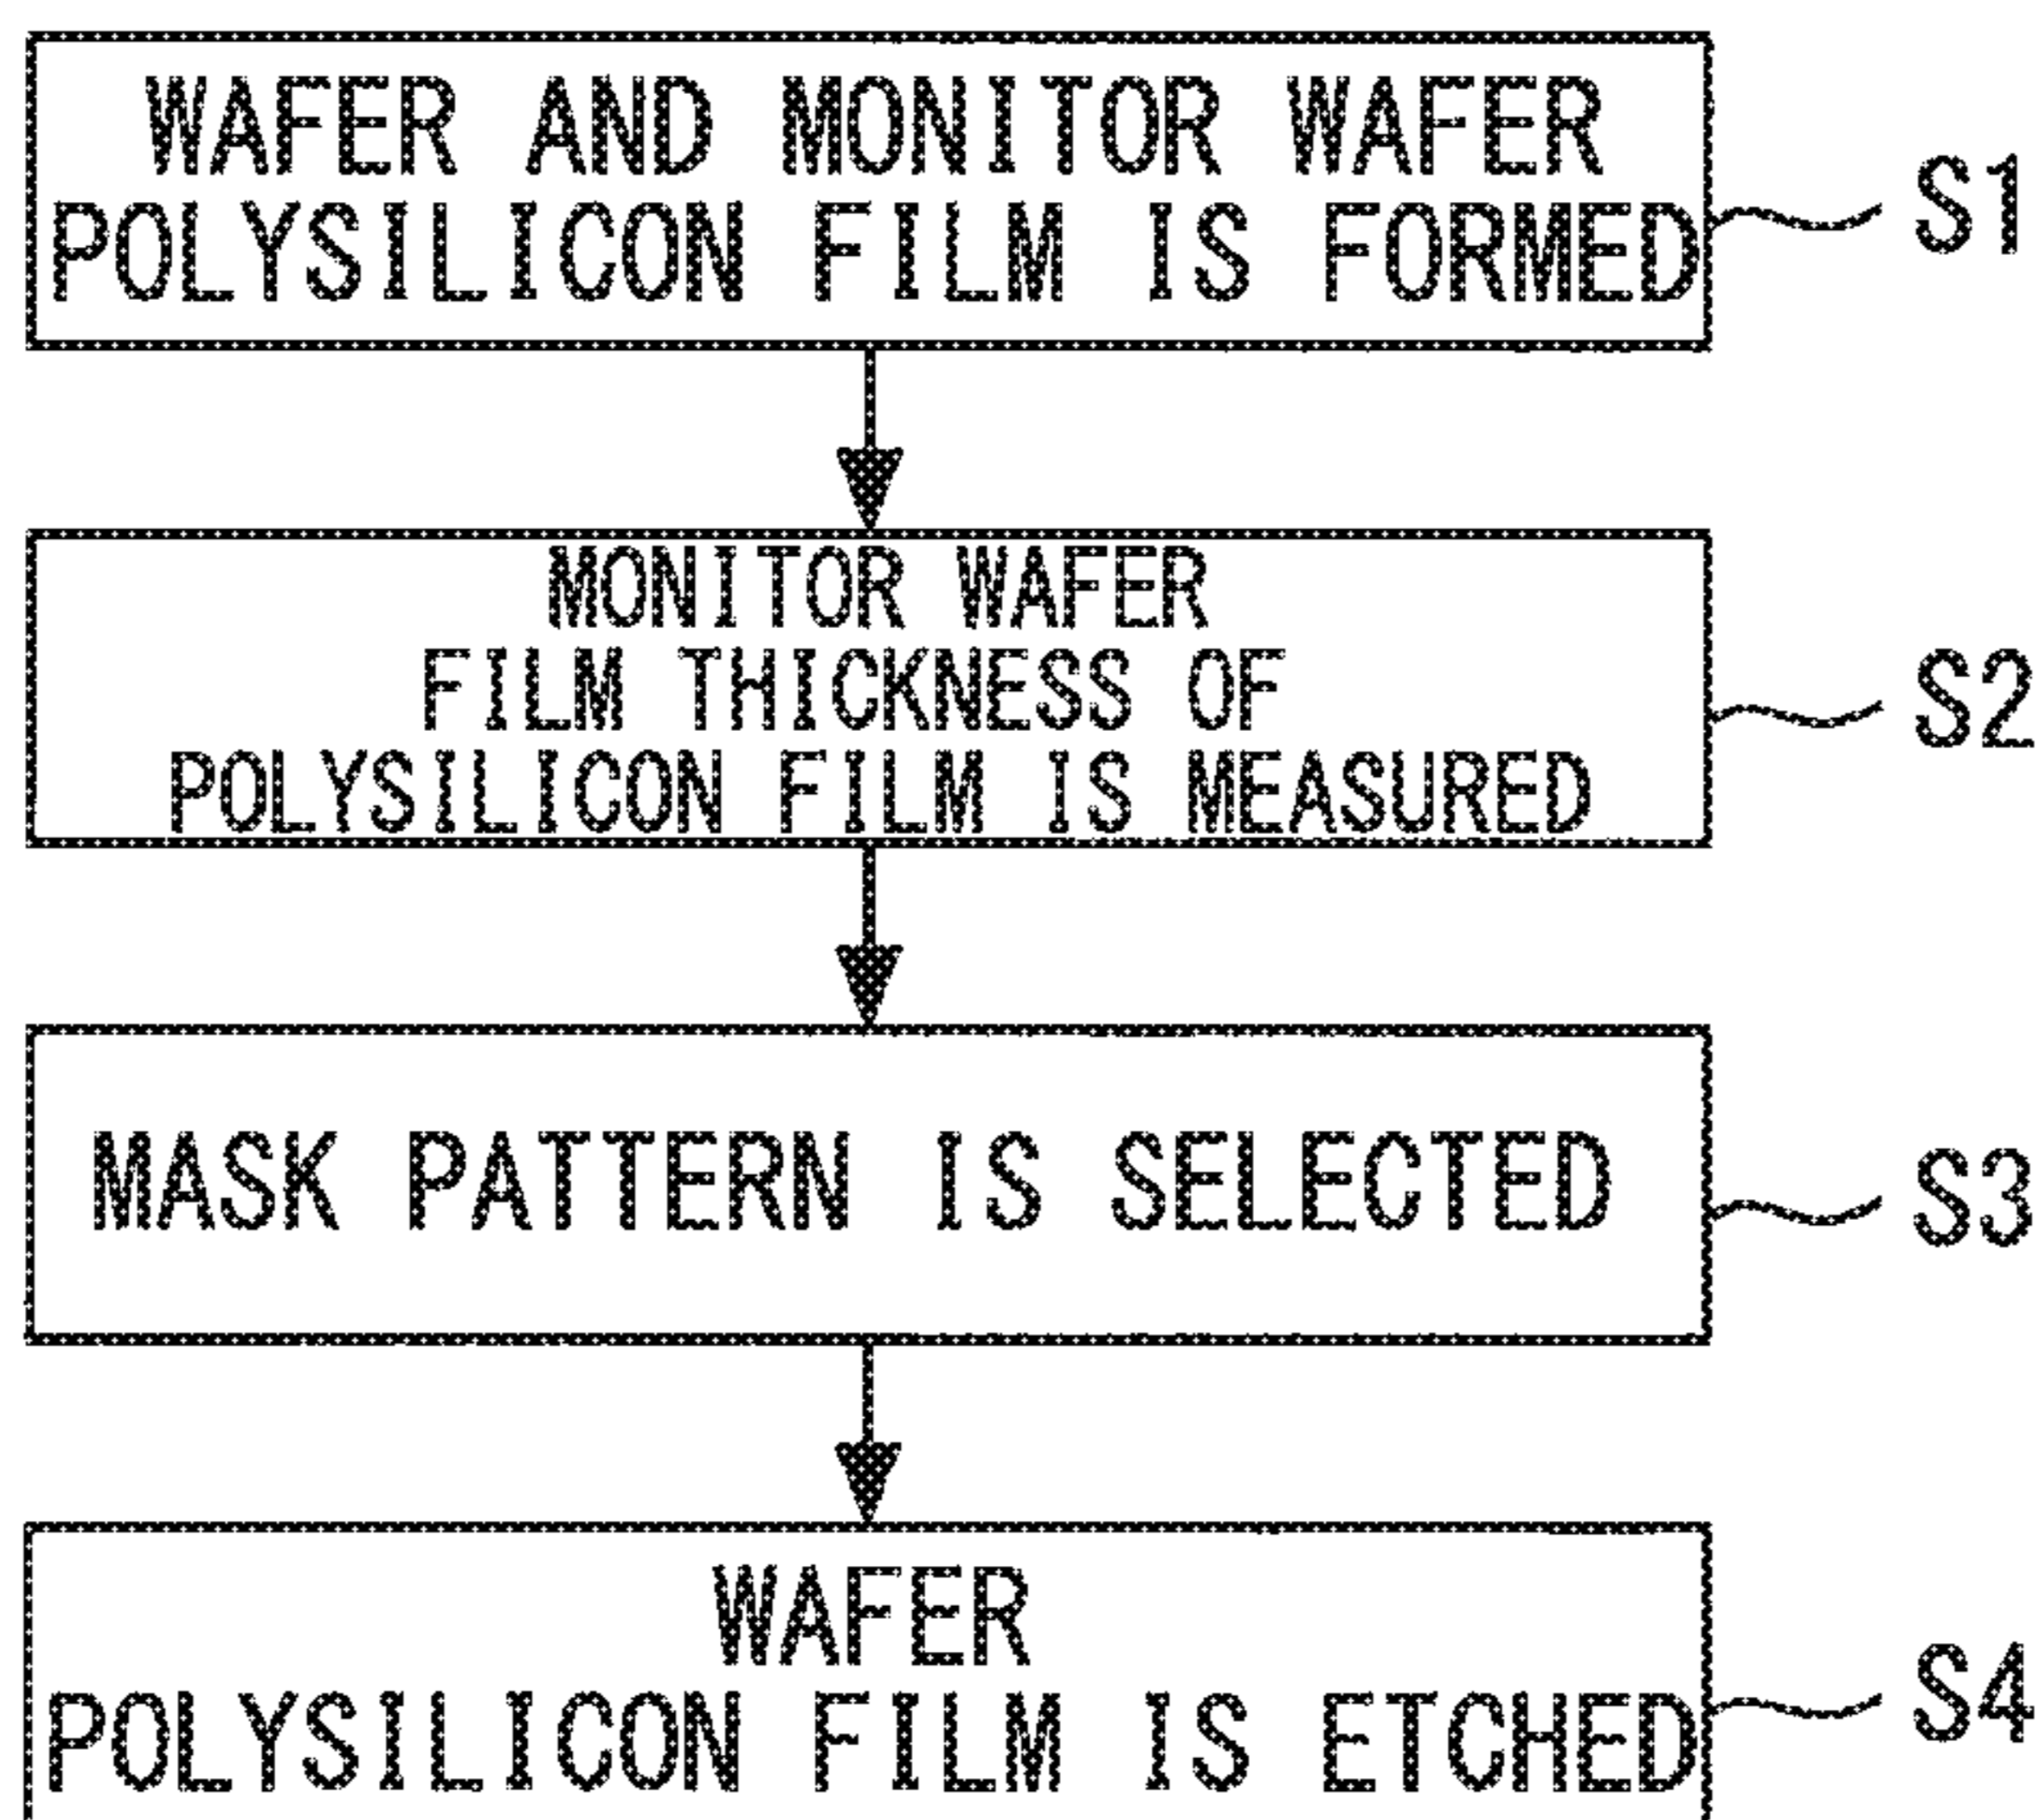 WAFER AND MONITOR WAFER
POLYSILICON FILM IS FORMED
S1
MONITOR WAFER
FILM THICKNESS OF
POLYSILICON FILM IS MEASURED
S2
MASK PATTERN IS SELECTED
S3
WAFER
POLYSILICON FILM IS ETCHED
S4